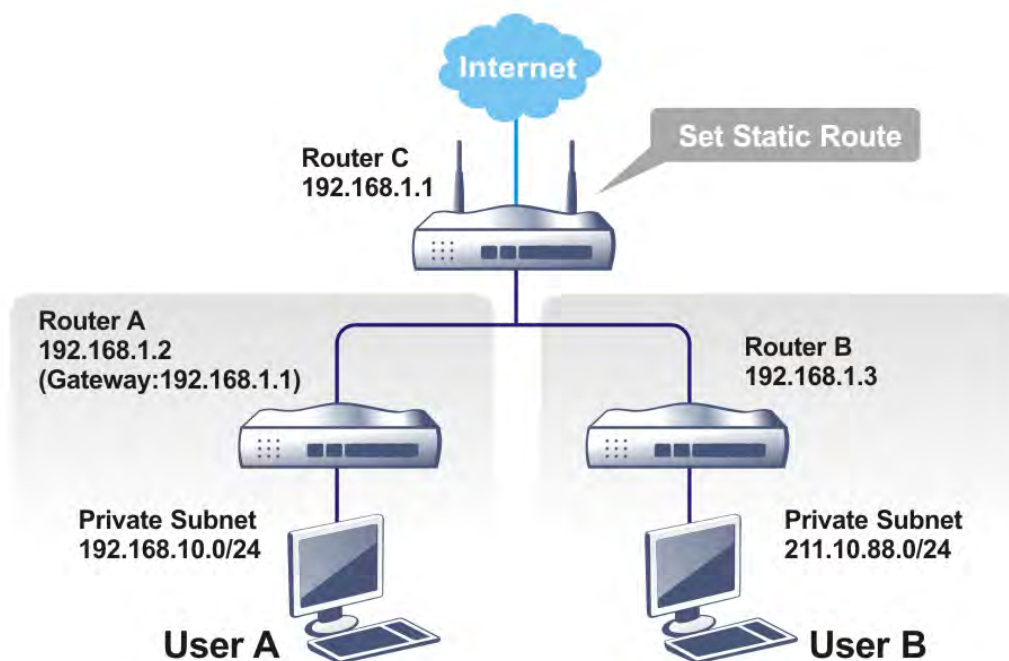 Internet
Set Static Route
Router C
192.168.1.1
Router A
192.168.1.2
(Gateway:192.168.1.1)
Router B
192.168.1.3
Private Subnet
192.168.10.0/24
Private Subnet
211.10.88.0/24
User A
User B